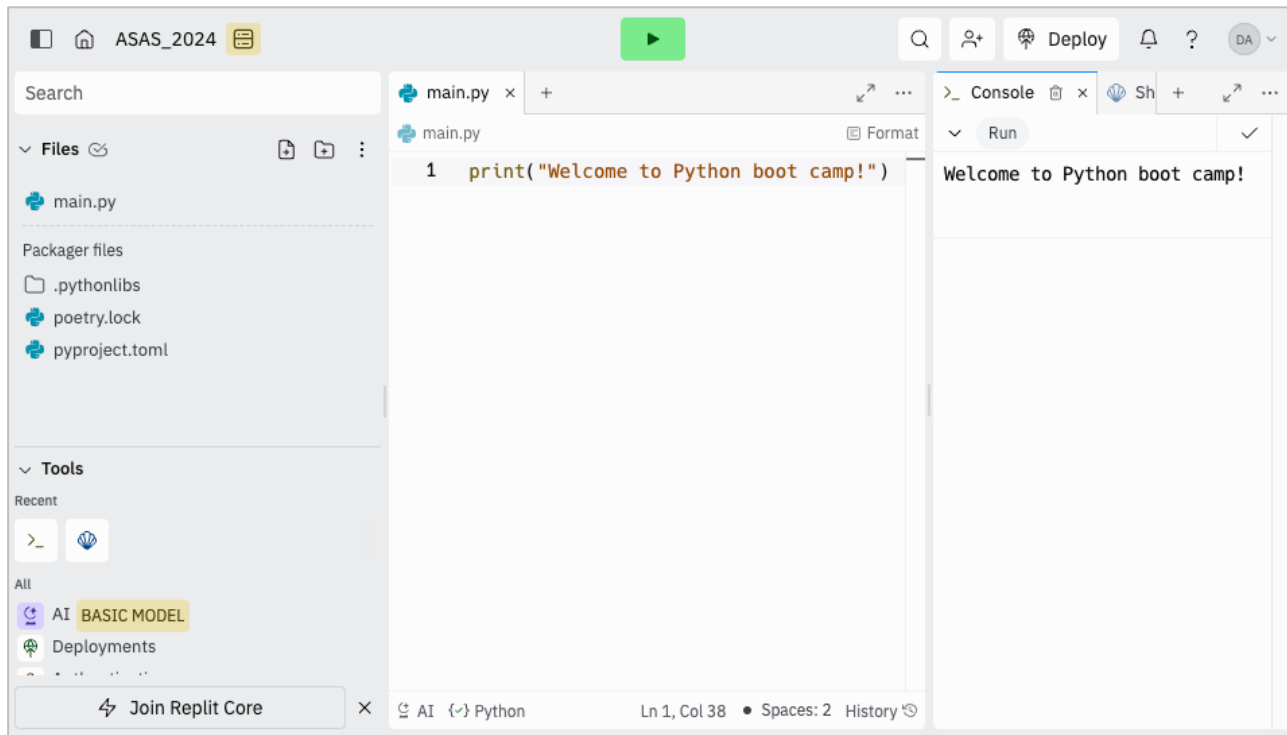 ASAS_2024
Deploy
?
DA
Search
Files
main.py
Packager files
.pythonlibs
poetry.lock
pyproject.toml
Tools
Recent
>_
All
AI BASIC MODEL
Deployments
Join Replit Core ×
main.py × + ...
main.py Format
1 print("Welcome to Python boot camp!")
AI Python Ln 1, Col 38 • Spaces: 2 History
>_ Console × Sh + ...
Run
Welcome to Python boot camp!